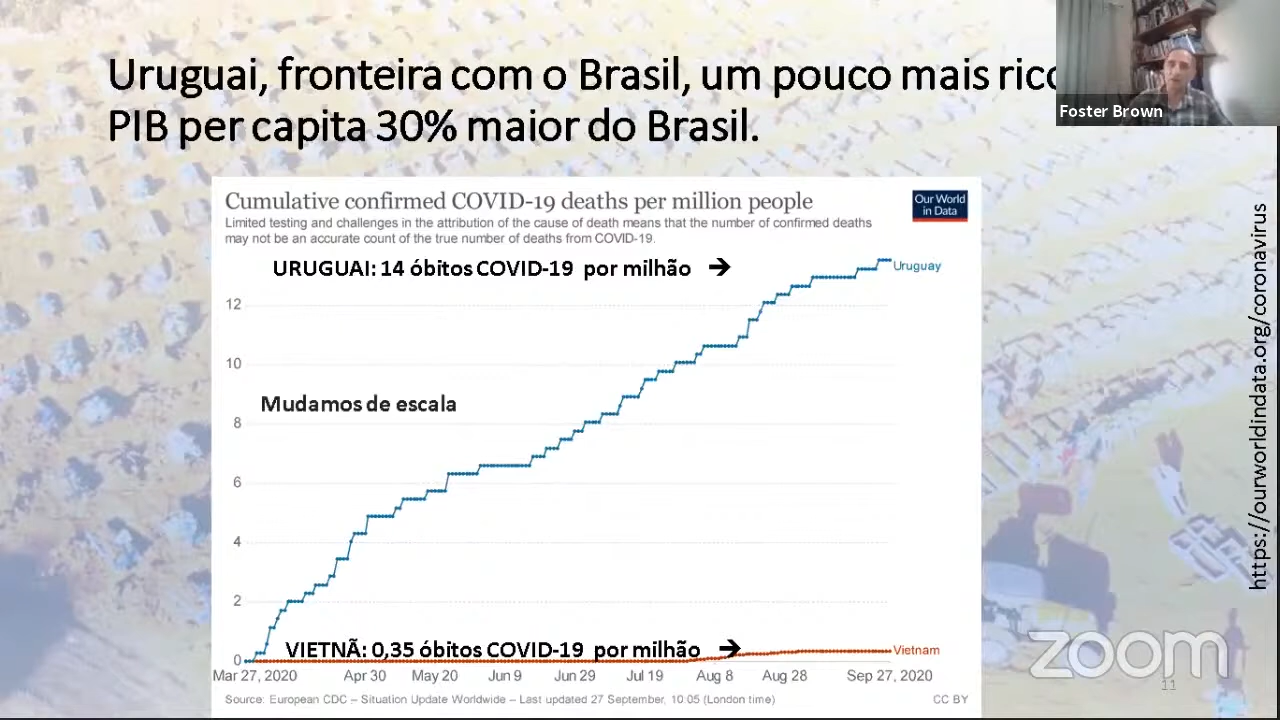 Uruguai, fronteira com o Brasil, um pouco mais rico
PIB per capita 30% maior do Brasil.
Foster Brown
Cumulative confirmed COVID-19 deaths per million people
Limited testing and challenges in the attribution of the cause of death means that the number of confirmed deaths
may not be an accurate count of the true number of deaths from COVID-19.
Our World
in Data
URUGUAI: 14 óbitos COVID-19 por milhão ➔
Uruguay
12
10
Mudamos de escala
8
6
4
2
VIETNÃ: 0,35 óbitos COVID-19 por milhão ➔
Vietnam
0
Mar 27, 2020 Apr 30 May 20 Jun 9 Jun 29 Jul 19 Aug 8 Aug 28 Sep 27, 2020
Source: European CDC – Situation Update Worldwide – Last updated 27 September, 10:05 (London time)
CC BY
https://ourworldindata.org/coronavirus
zoom
11